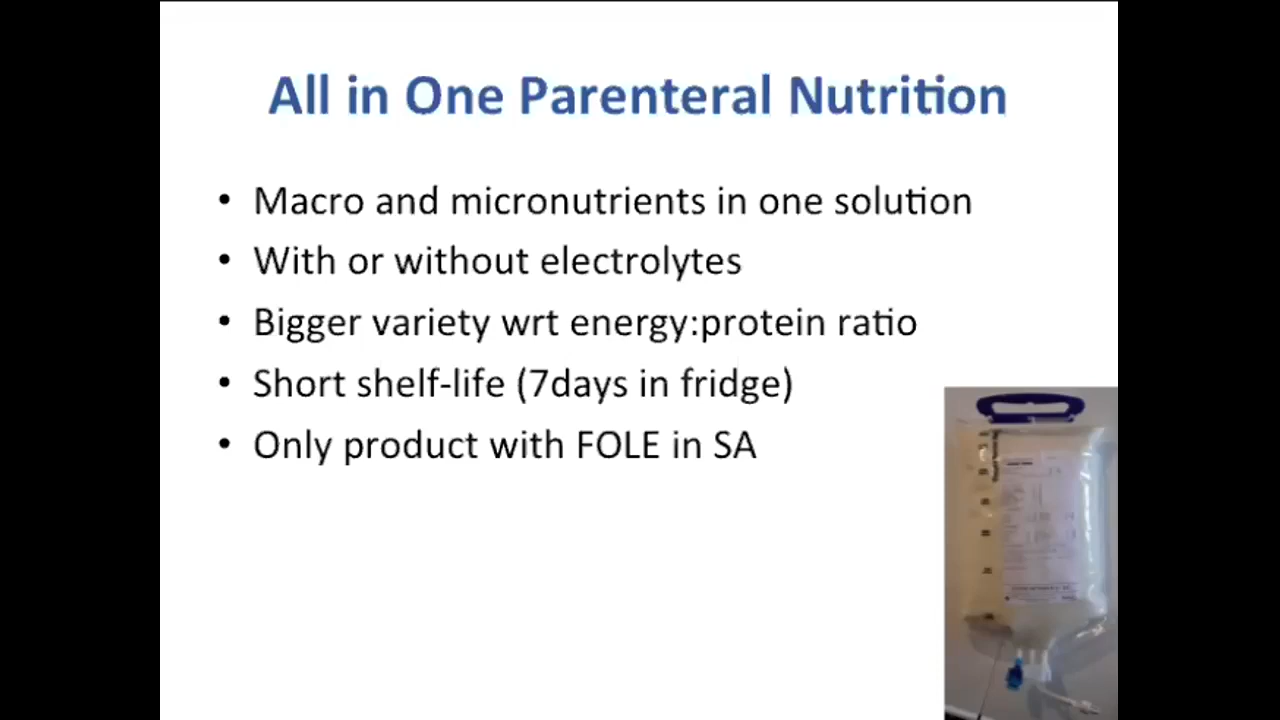 All in One Parenteral Nutrition
• Macro and micronutrients in one solution
• With or without electrolytes
• Bigger variety wrt energy:protein ratio
• Short shelf-life (7days in fridge)
• Only product with FOLE in SA